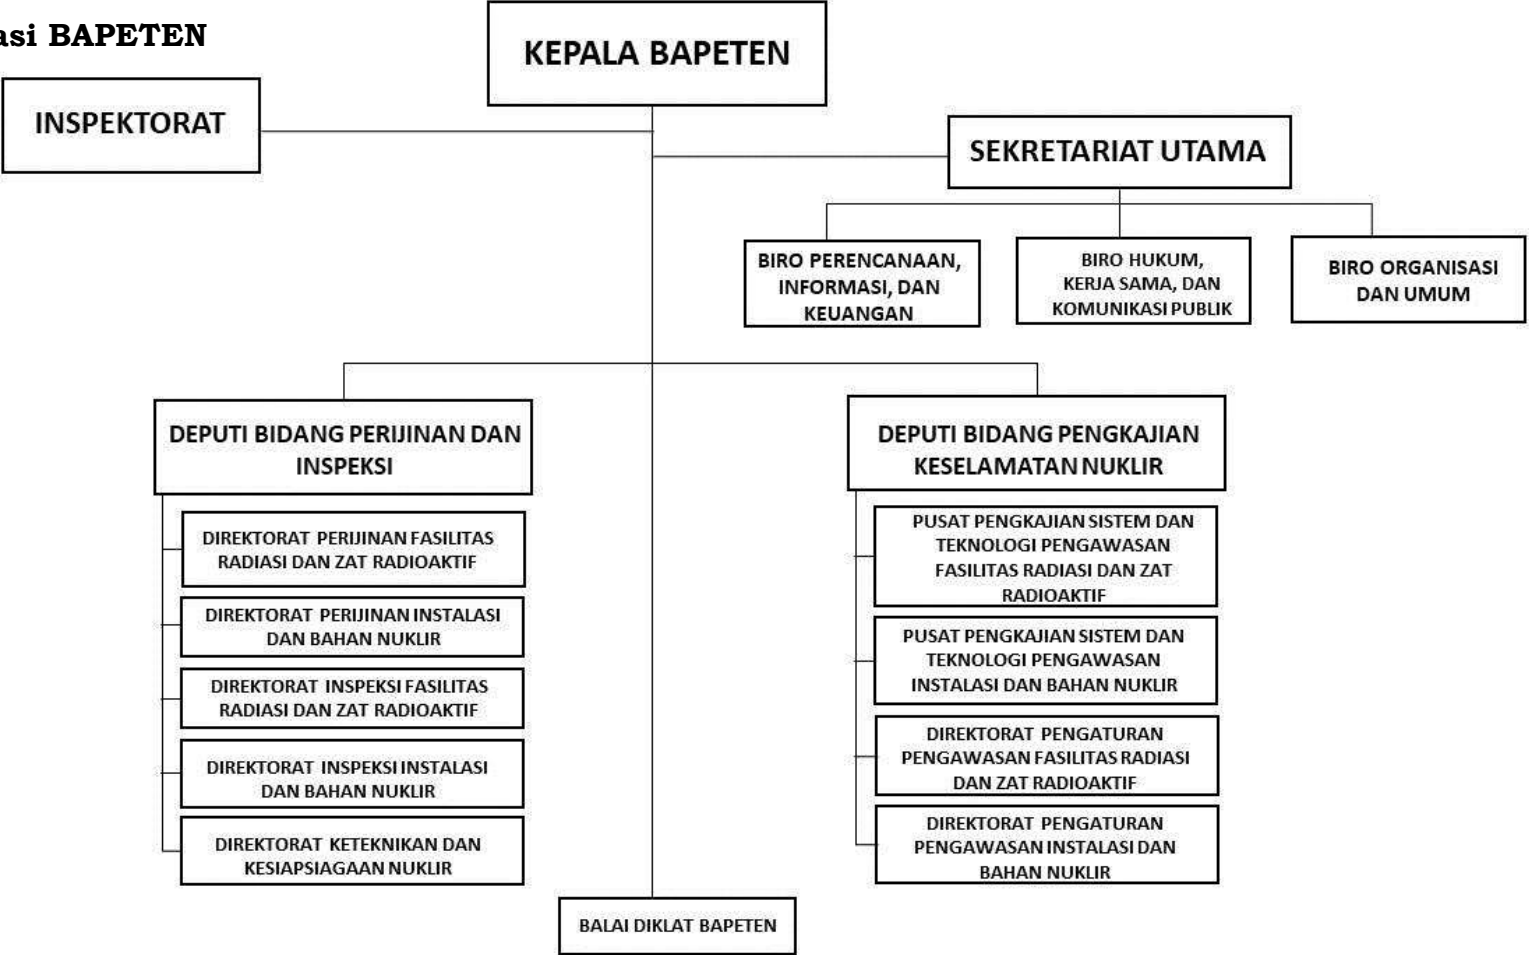 asi BAPETEN
KEPALA BAPETEN
INSPEKTORAT
SEKRETARIAT UTAMA
BIRO PERENCANAAN,
INFORMASI, DAN
KEUANGAN
BIRO HUKUM,
KERJA SAMA, DAN
KOMUNIKASI PUBLIK
BIRO ORGANISASI
DAN UMUM
DEPUTI BIDANG PERIJINAN DAN
INSPEKSI
DIREKTORAT PERIJINAN FASILITAS
RADIASI DAN ZAT RADIOAKTIF
DIREKTORAT PERIJINAN INSTALASI
DAN BAHAN NUKLIR
DIREKTORAT INSPEKSI FASILITAS
RADIASI DAN ZAT RADIOAKTIF
DIREKTORAT INSPEKSI INSTALASI
DAN BAHAN NUKLIR
DIREKTORAT KETEKNIKAN DAN
KESIAPSIAGAAN NUKLIR
DEPUTI BIDANG PENGKAJIAN
KESELAMATAN NUKLIR
PUSAT PENGKAJIAN SISTEM DAN
TEKNOLOGI PENGAWASAN
FASILITAS RADIASI DAN ZAT
RADIOAKTIF
PUSAT PENGKAJIAN SISTEM DAN
TEKNOLOGI PENGAWASAN
INSTALASI DAN BAHAN NUKLIR
DIREKTORAT PENGATURAN
PENGAWASAN FASILITAS RADIASI
DAN ZAT RADIOAKTIF
DIREKTORAT PENGATURAN
PENGAWASAN INSTALASI DAN
BAHAN NUKLIR
BALAI DIKLAT BAPETEN